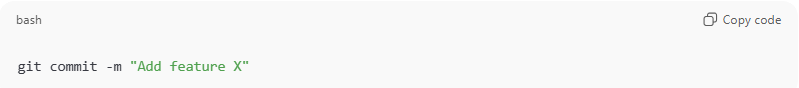 bash
Copy code
git commit -m "Add feature X"